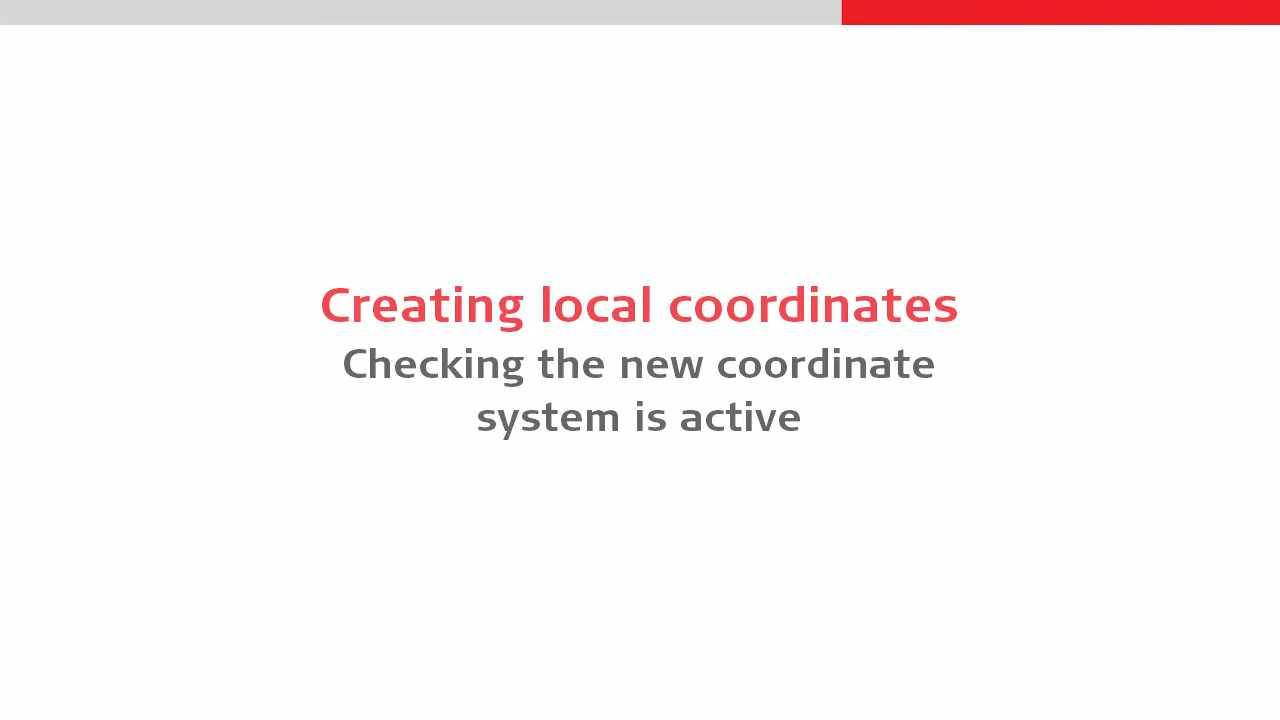 Creating local coordinates
Checking the new coordinate
system is active